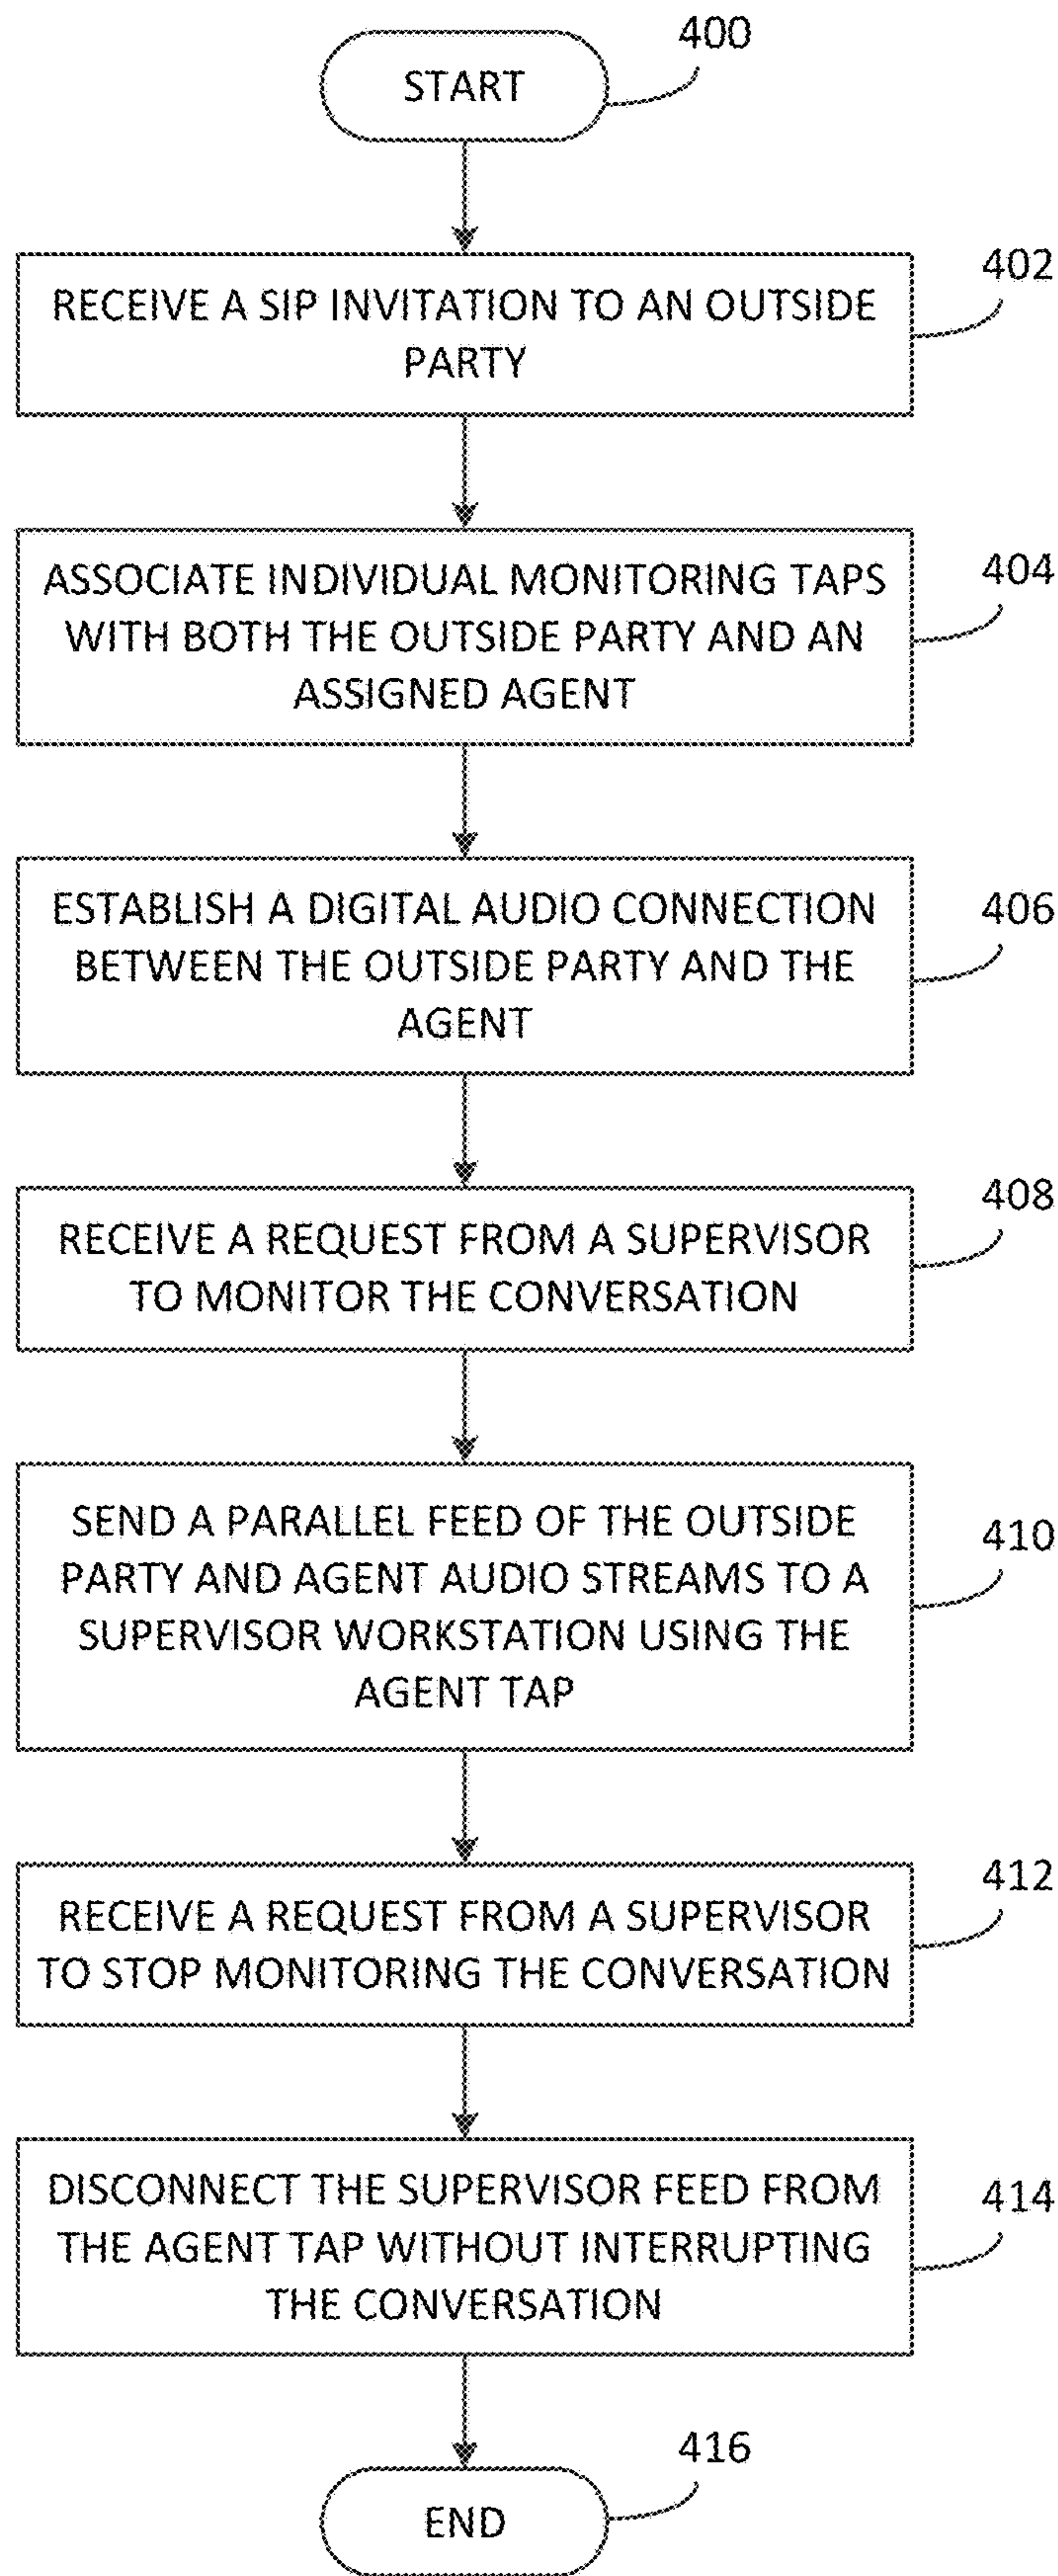 400
START
402
RECEIVE A SIP INVITATION TO AN OUTSIDE
PARTY
404
ASSOCIATE INDIVIDUAL MONITORING TAPS
WITH BOTH THE OUTSIDE PARTY AND AN
ASSIGNED AGENT
406
ESTABLISH A DIGITAL AUDIO CONNECTION
BETWEEN THE OUTSIDE PARTY AND THE
AGENT
408
RECEIVE A REQUEST FROM A SUPERVISOR
TO MONITOR THE CONVERSATION
410
SEND A PARALLEL FEED OF THE OUTSIDE
PARTY AND AGENT AUDIO STREAMS TO A
SUPERVISOR WORKSTATION USING THE
AGENT TAP
412
RECEIVE A REQUEST FROM A SUPERVISOR
TO STOP MONITORING THE CONVERSATION
414
DISCONNECT THE SUPERVISOR FEED FROM
THE AGENT TAP WITHOUT INTERRUPTING
THE CONVERSATION
416
END